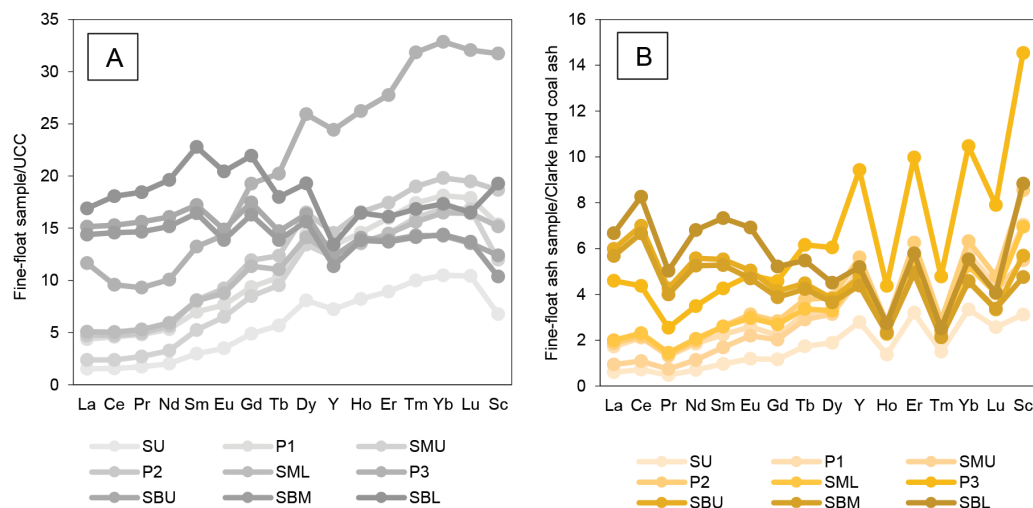 A
Fine-float sample/UCC
35
30
25
20
15
10
5
0
La Ce Pr Nd Sm Eu Gd Tb Dy Y Ho Er Tm Yb Lu Sc
SU P1 SMU
P2 SML P3
SBU SBM SBL
B
Fine-float ash sample/Clarke hard coal ash
16
14
12
10
8
6
4
2
0
La Ce Pr Nd Sm Eu Gd Tb Dy Y Ho Er Tm Yb Lu Sc
SU P1 SMU
P2 SML P3
SBU SBM SBL